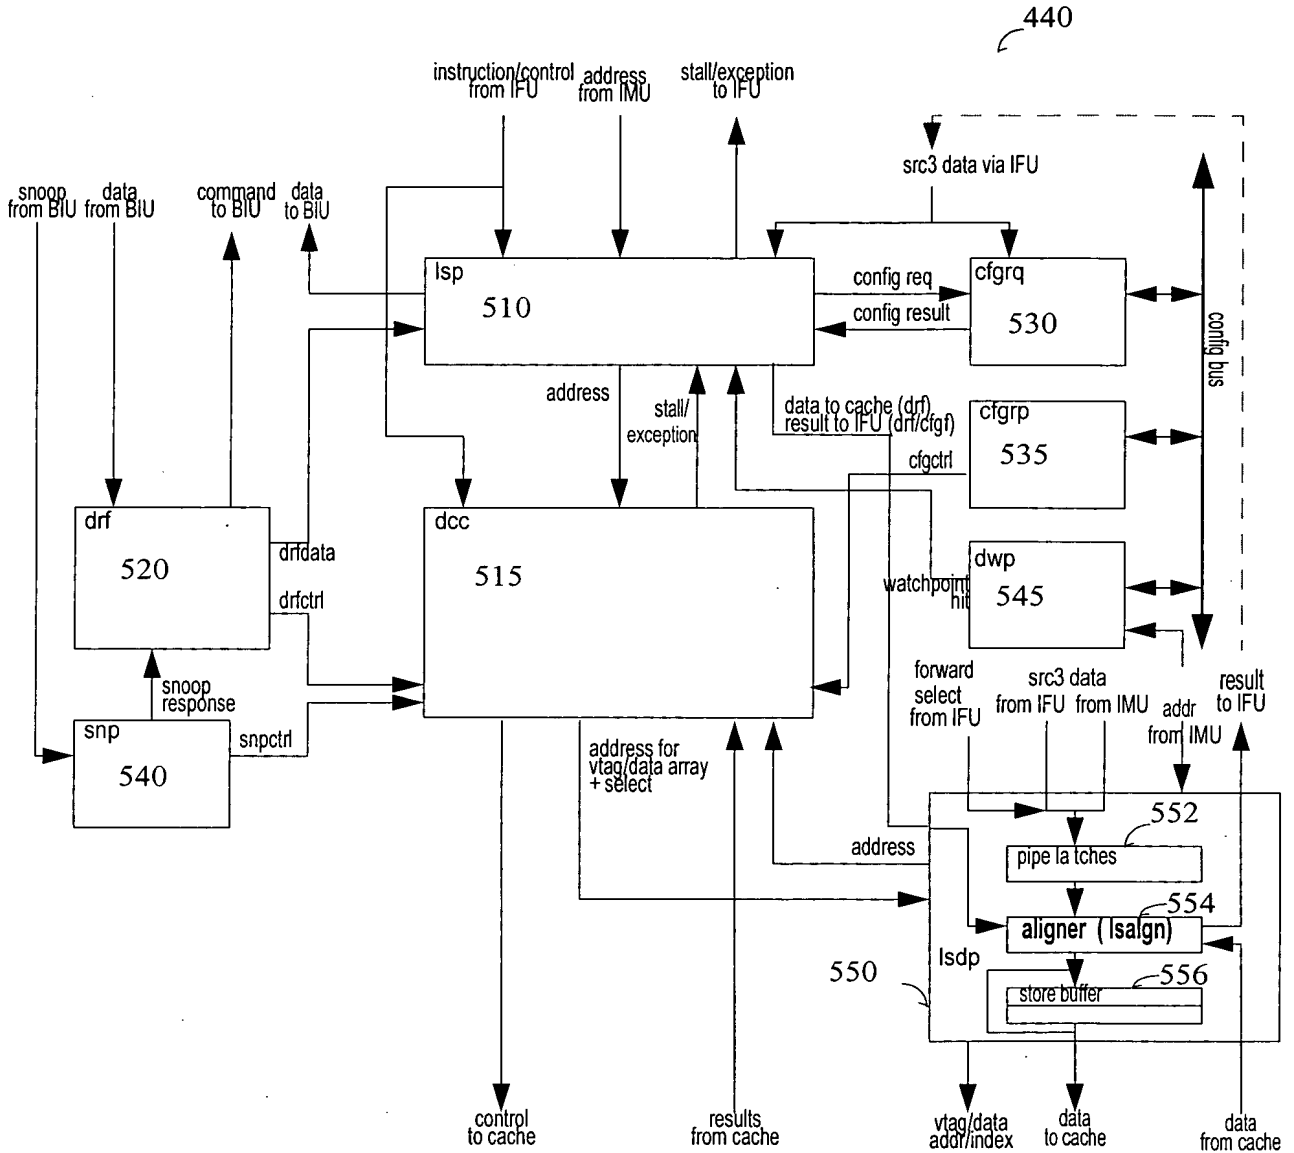 440
instruction/control
from IFU
address
from IMU
stall/exception
to IFU
src3 data via IFU
snoop
from BIU
data
from BIU
command
to BIU
data
to BIU
lsp
510
config req
config result
cfgrq
530
config bus
address
stall/
exception
data to cache (drf)
result to IFU (drf/cfgf)
cfgctrl
cfgrp
535
drf
520
drfdata
drfctrl
dcc
515
watchpoint
hit
dwp
545
snoop
response
snp
540
snpctrl
forward
select
from IFU
src3 data
from IFU from IMU
addr
from IMU
result
to IFU
address for
vtag/data array
+ select
address
552
pipe la tches
554
aligner ( lsalgn)
lsdp
550
556
store buffer
control
to cache
results
from cache
vtag/data
addr/index
data
to cache
data
from cache